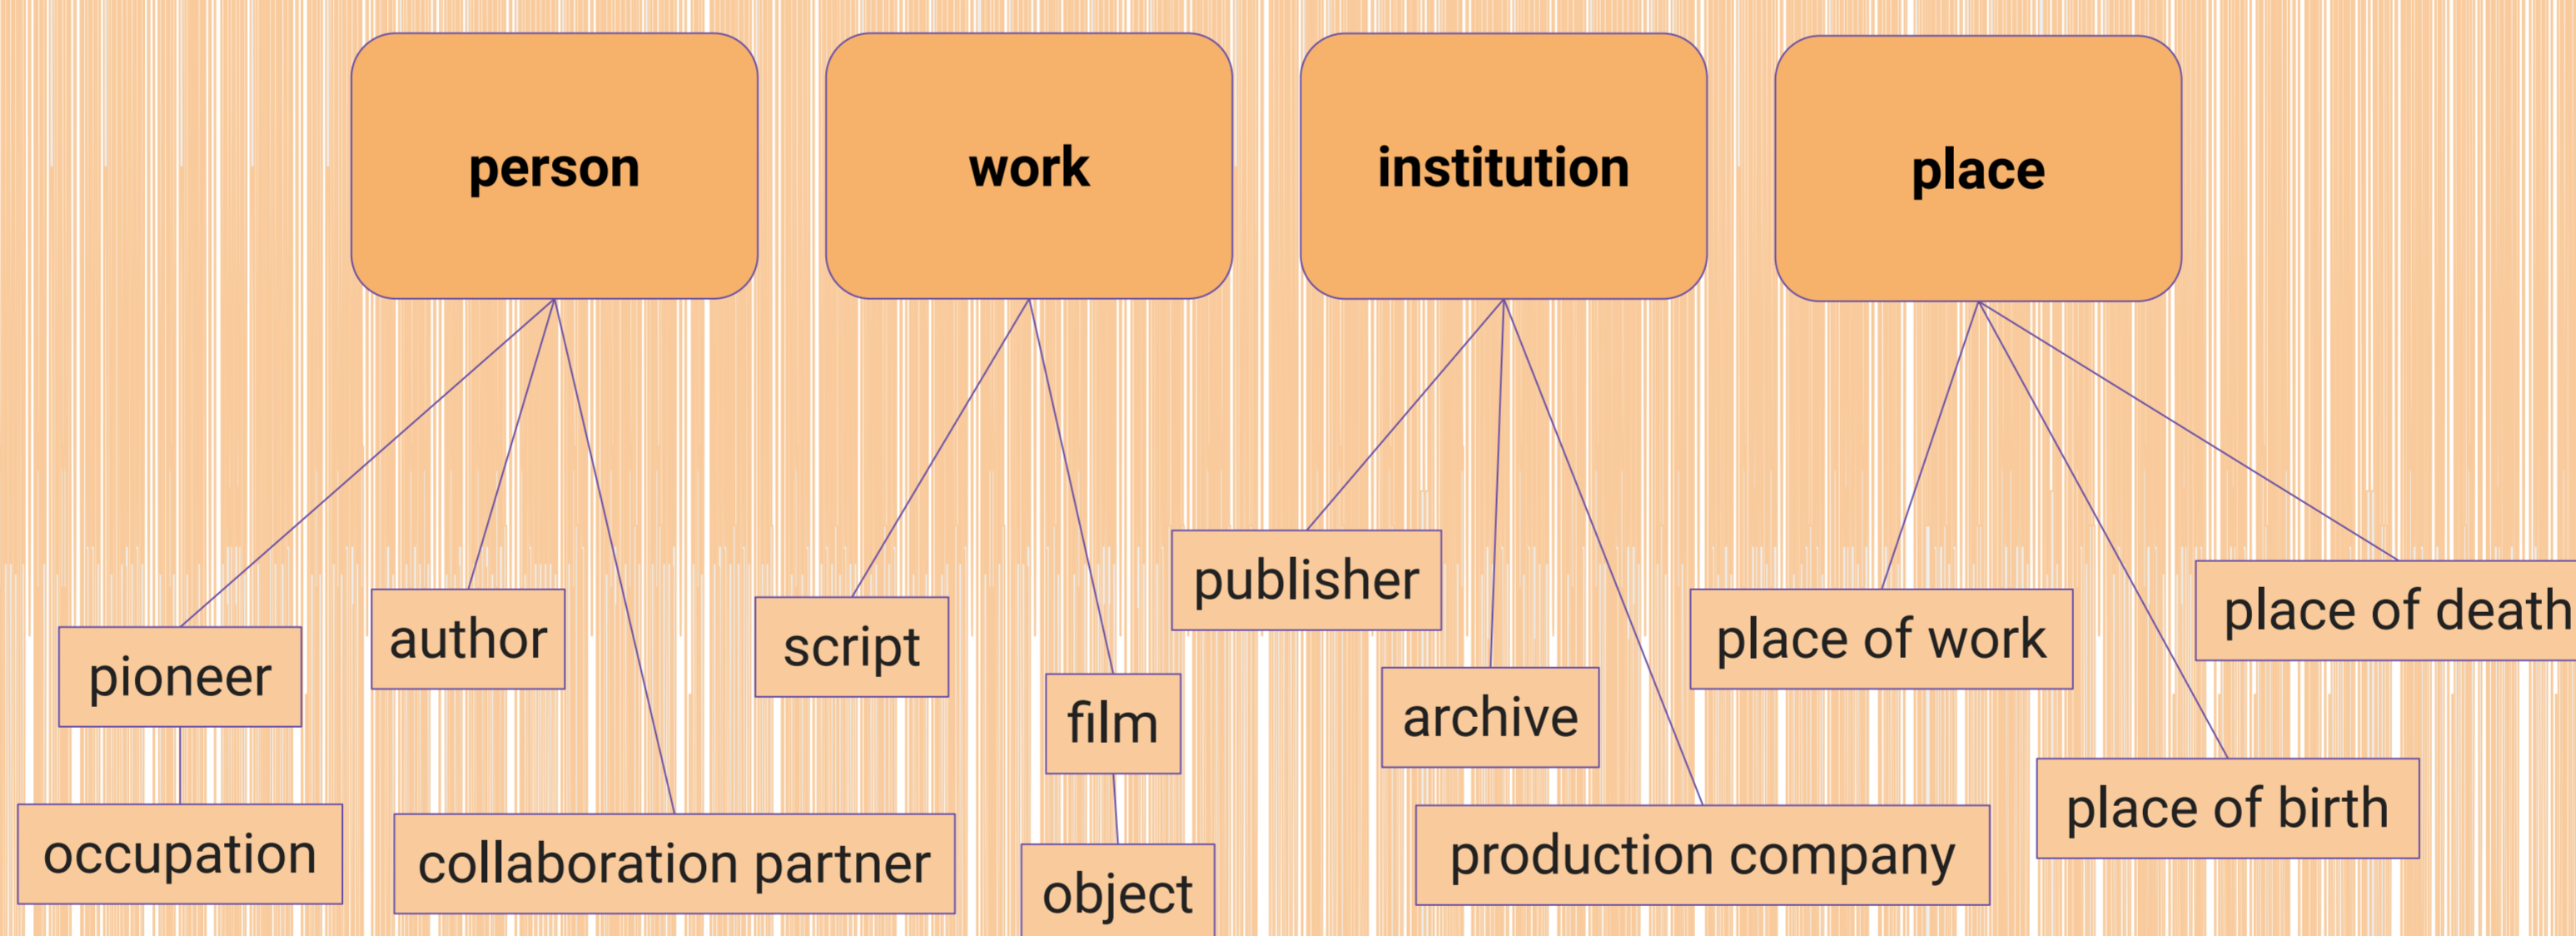 person
work
institution
place
publisher
place of death
author
place of work
script
pioneer
archive
film
place of birth
occupation
collaboration partner
production company
object